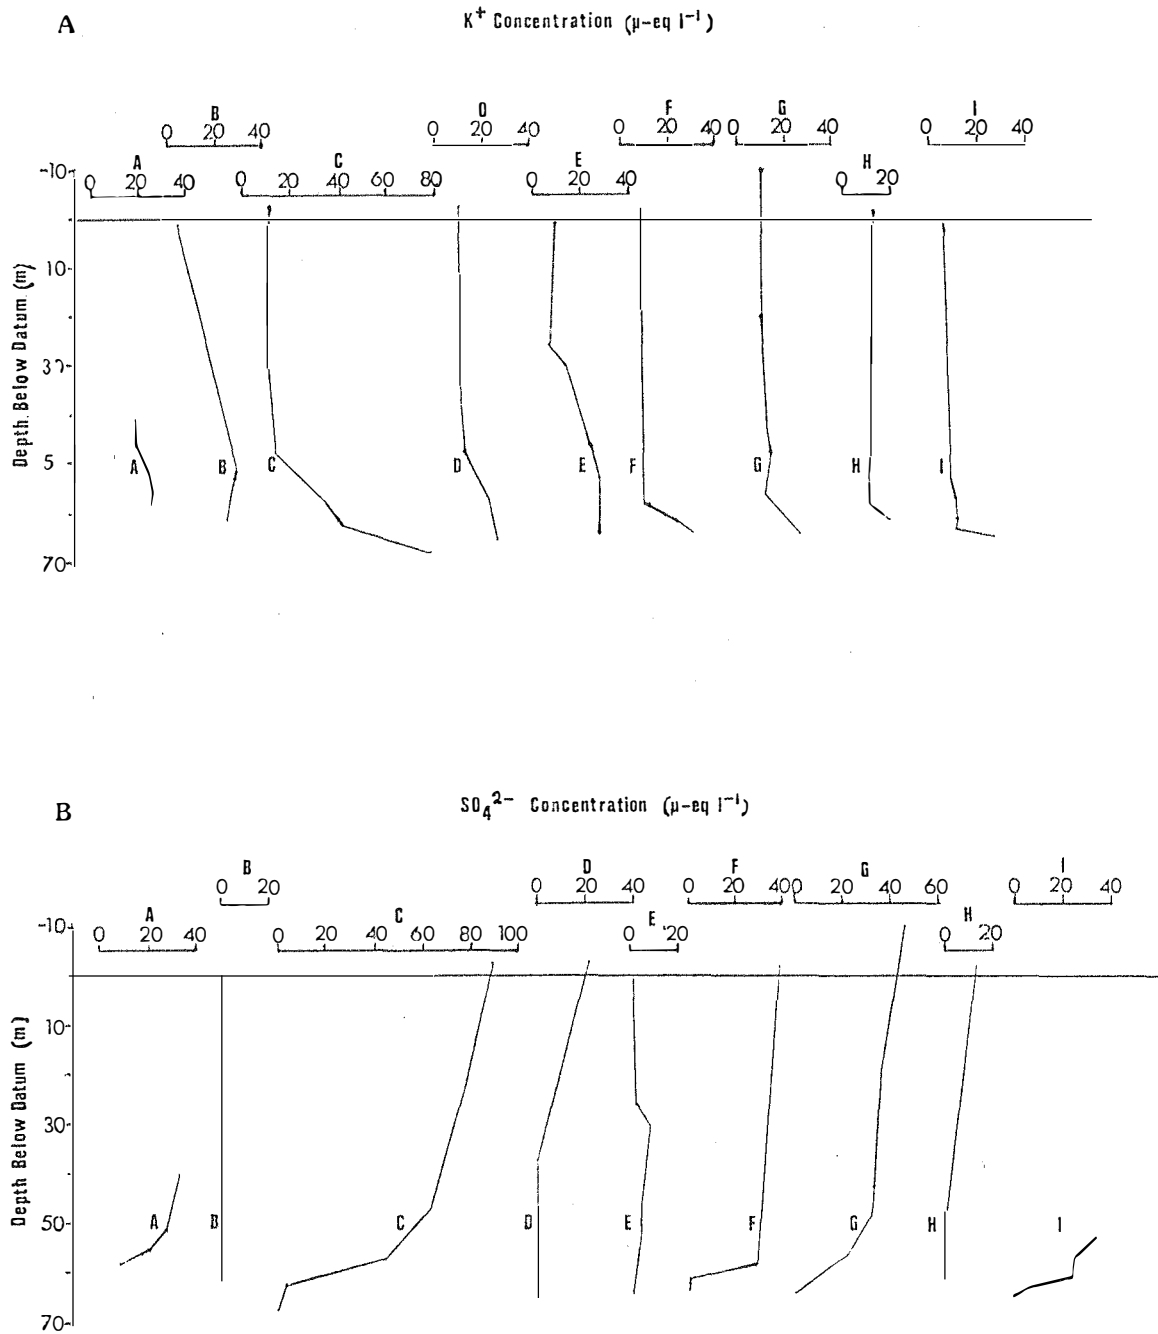 A
K⁺ Concentration (μ-eq l⁻¹)
B D F G I
0 20 40 0 20 40 0 20 40 0 20 40 0 20 40
A C E H
0 20 40 0 20 40 60 80 0 20 40 0 20
-10
10
30
5
70
Depth Below Datum (m)
A B C D E F G H I
B
SO₄²⁻ Concentration (μ-eq l⁻¹)
B D F G I
0 20 0 20 40 0 20 40 0 20 40 60 0 20 40
A C E H
0 20 40 0 20 40 60 80 100 0 20 0 20
-10
10
30
50
70
Depth Below Datum (m)
A B C D E F G H I